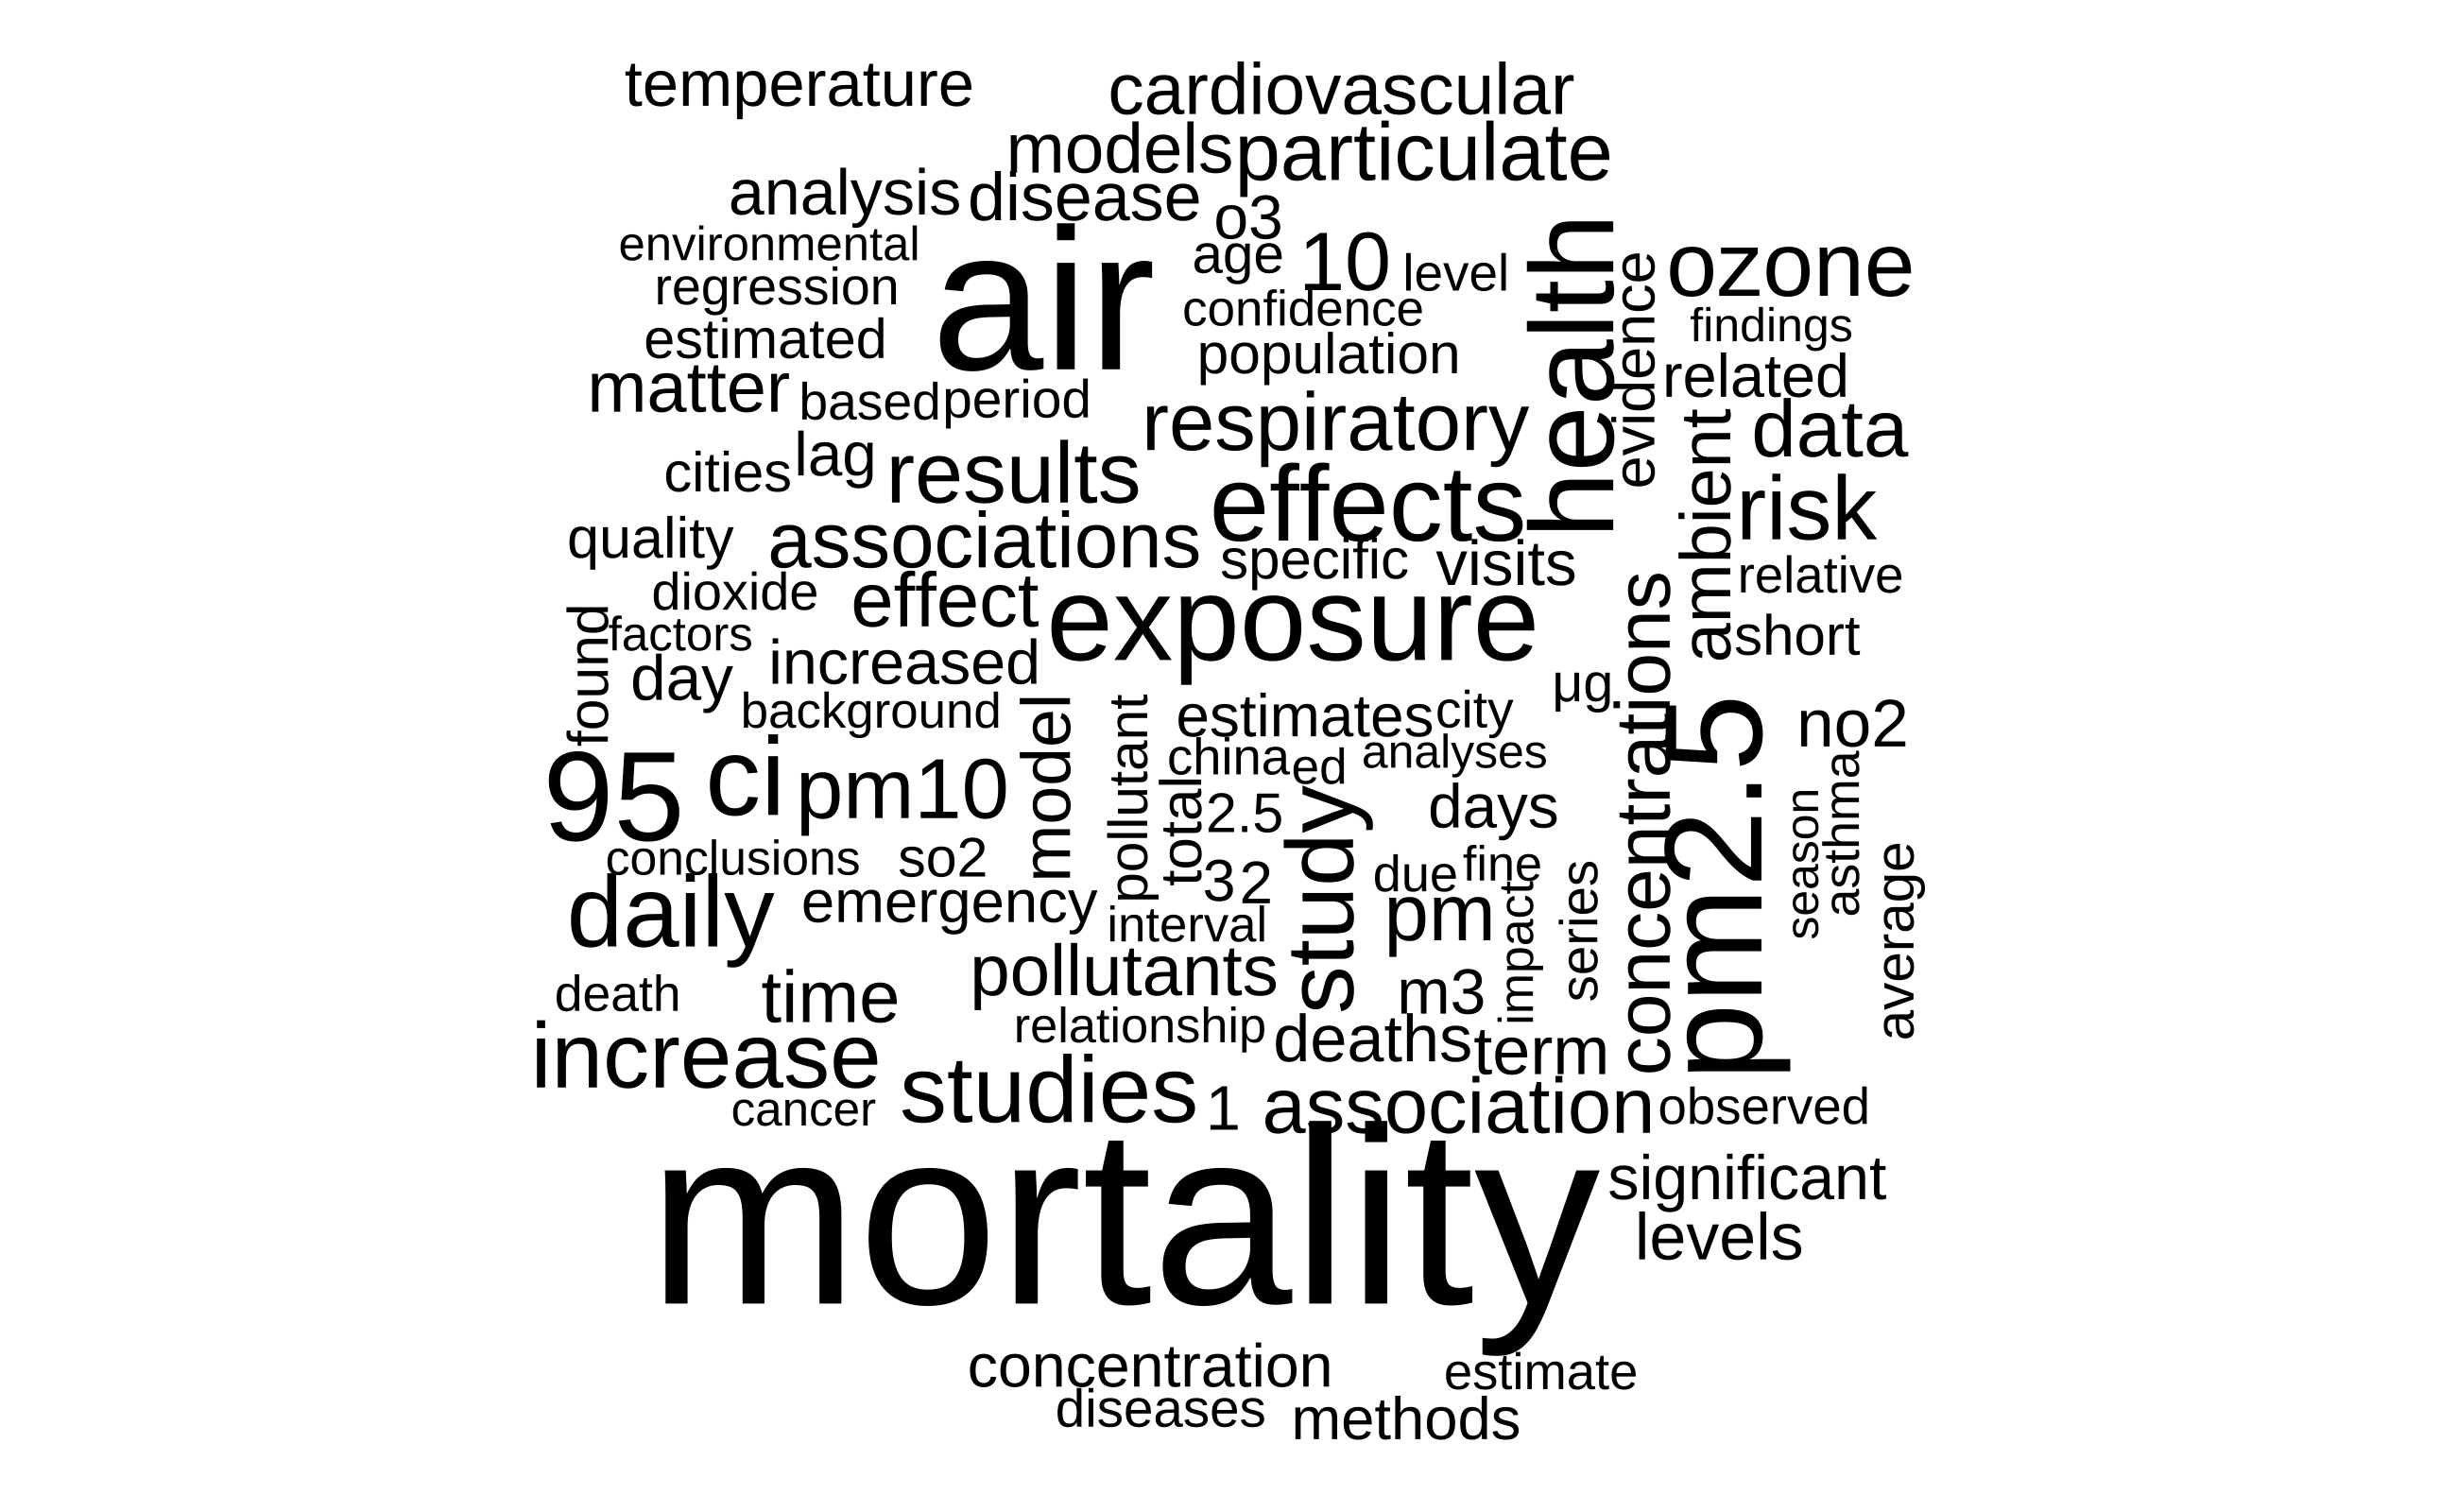 temperature
cardiovascular
models
particulate
analysis
disease
o3
environmental
air
age
10
level
health
evidence
ozone
regression
confidence
findings
estimated
population
related
matter
based
period
respiratory
ambient
data
cities
lag
results
effects
risk
quality
associations
specific
visits
relative
dioxide
effect
exposure
concentrations
short
found
factors
day
increased
µg
background
model
pollutant
estimates
city
pm2.5
no2
95
ci
pm10
total
china
ed
analyses
2.5
study
days
season
asthma
conclusions
so2
32
due
fine
average
daily
emergency
interval
pm
impact
series
death
time
pollutants
m3
relationship
deaths
term
increase
studies
1
association
observed
cancer
mortality
significant
levels
concentration
estimate
diseases
methods